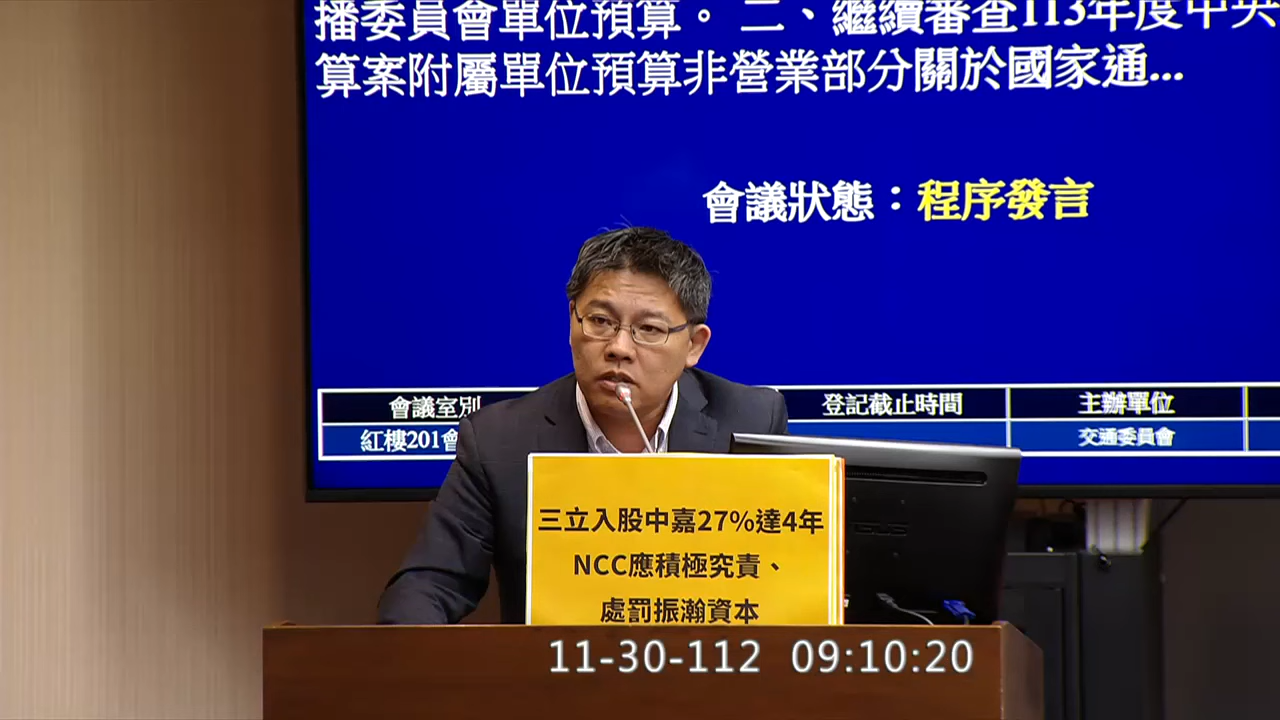 播委員會單位預算。 二、繼續審查113年度中央
算案附屬單位預算非營業部分關於國家通...
會議狀態：程序發言
會議室別 登記截止時間 主辦單位
紅樓201會 交通委員會
三立入股中嘉27%達4年
NCC應積極究責、
處罰振瀚資本
ASUS
11-30-112 09:10:20